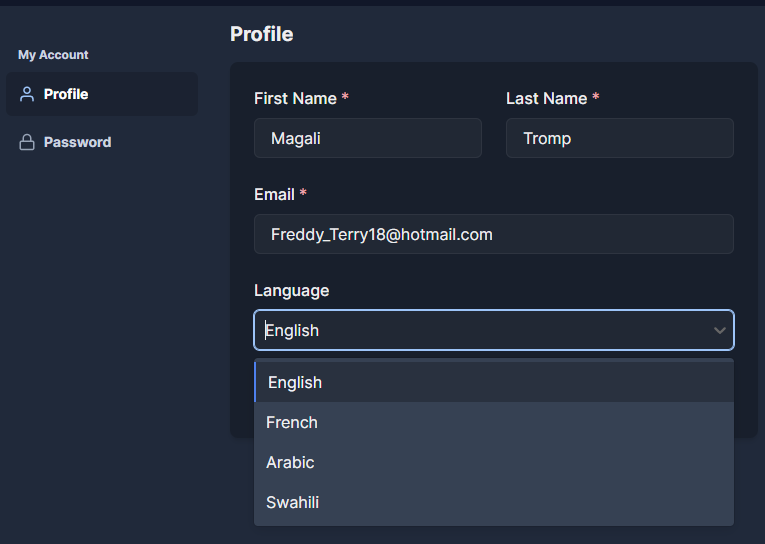 My Account
Profile
Password
Profile
First Name *
Last Name *
Magali
Tromp
Email *
Freddy_Terry18@hotmail.com
Language
English
English
French
Arabic
Swahili